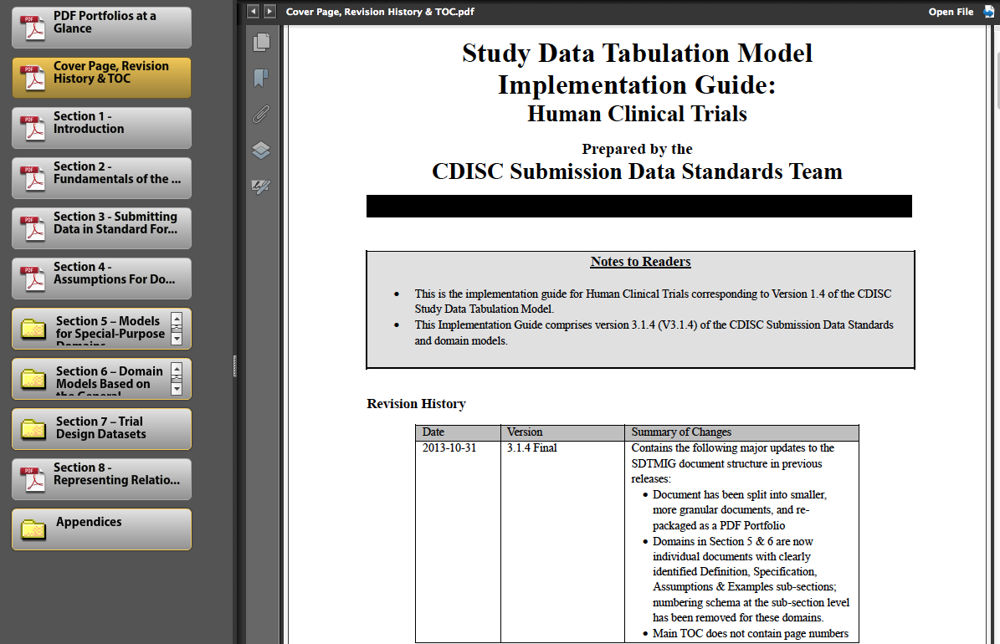 PDF Portfolios at a
Glance
Cover Page, Revision
History & TOC
Section 1 -
Introduction
Section 2 -
Fundamentals of the ...
Section 3 - Submitting
Data in Standard For...
Section 4 -
Assumptions For Do...
Section 5 – Models
for Special-Purpose
Domains
Section 6 – Domain
Models Based on
the General
Section 7 – Trial
Design Datasets
Section 8 -
Representing Relatio...
Appendices
Cover Page, Revision History & TOC.pdf
Open File
Study Data Tabulation Model
Implementation Guide:
Human Clinical Trials
Prepared by the
CDISC Submission Data Standards Team
Notes to Readers
• This is the implementation guide for Human Clinical Trials corresponding to Version 1.4 of the CDISC
Study Data Tabulation Model.
• This Implementation Guide comprises version 3.1.4 (V3.1.4) of the CDISC Submission Data Standards
and domain models.
Revision History
Date Version Summary of Changes
2013-10-31 3.1.4 Final Contains the following major updates to the
SDTMIG document structure in previous
releases:
• Document has been split into smaller,
more granular documents, and re-
packaged as a PDF Portfolio
• Domains in Section 5 & 6 are now
individual documents with clearly
identified Definition, Specification,
Assumptions & Examples sub-sections;
numbering schema at the sub-section level
has been removed for these domains.
• Main TOC does not contain page numbers